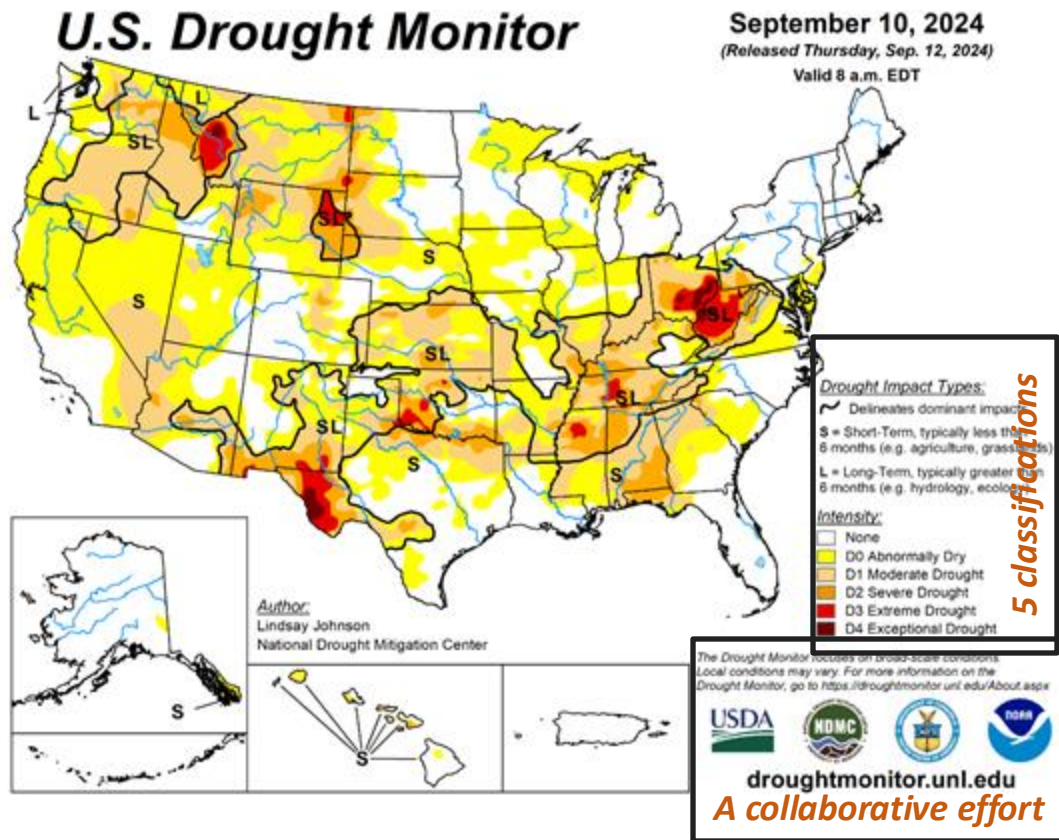 U.S. Drought Monitor
September 10, 2024
(Released Thursday, Sep. 12, 2024)
Valid 8 a.m. EDT
L
L
SL
SL
S
S
SL
SL
SL
SL
S
S
Drought Impact Types:
Delineates dominant impacts
S = Short-Term, typically less than
6 months (e.g. agriculture, grasslands)
L = Long-Term, typically greater than
6 months (e.g. hydrology, ecology)
Intensity:
None
D0 Abnormally Dry
D1 Moderate Drought
D2 Severe Drought
D3 Extreme Drought
D4 Exceptional Drought
5 classifications
S
Author:
Lindsay Johnson
National Drought Mitigation Center
S
The Drought Monitor focuses on broad-scale conditions.
Local conditions may vary. For more information on the
Drought Monitor, go to https://droughtmonitor.unl.edu/About.aspx
USDA
NDMC
NOAA
droughtmonitor.unl.edu
A collaborative effort